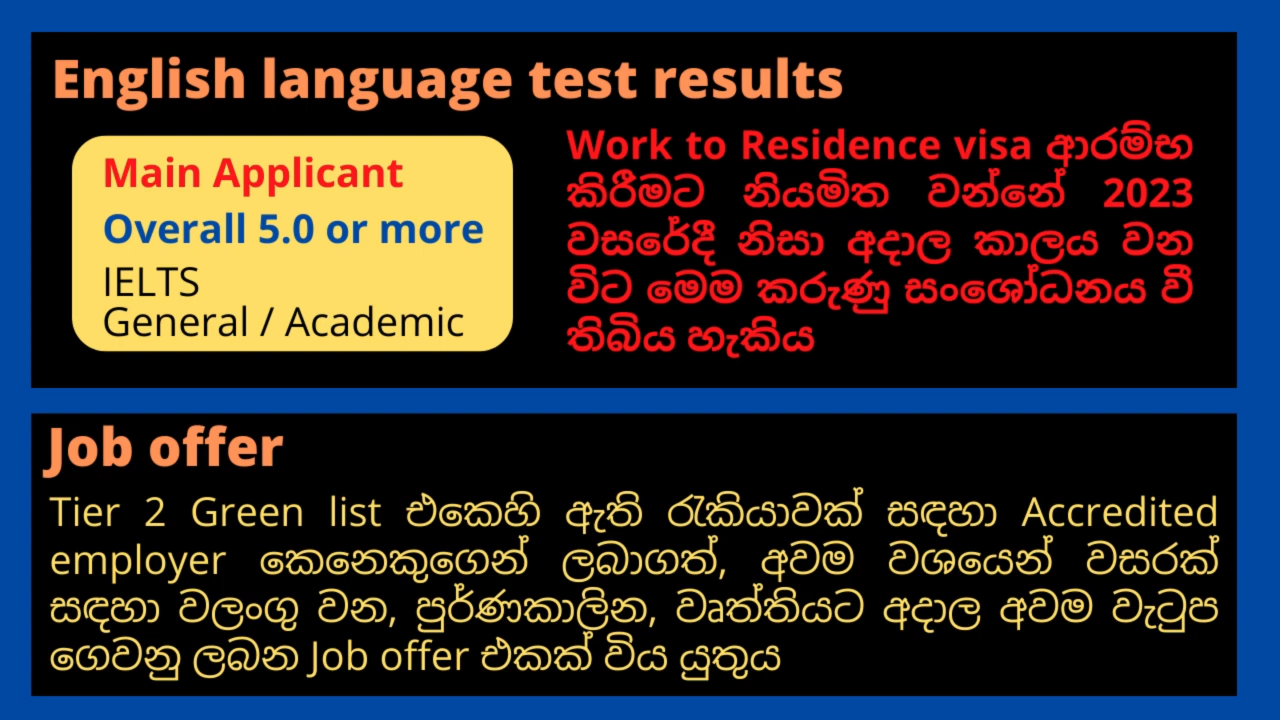 English language test results
Main Applicant
Overall 5.0 or more
IELTS
General / Academic
Work to Residence visa ආරම්භ
කිරීමට නියමිත වන්නේ 2023
වසරේදී නිසා අදාල කාලය වන
විට මෙම කරුණු සංශෝධනය වී
තිබිය හැකිය
Job offer
Tier 2 Green list එකෙහි ඇති රැකියාවක් සඳහා Accredited
employer කෙනෙකුගෙන් ලබාගත්, අවම වශයෙන් වසරක්
සඳහා වලංගු වන, පුර්ණකාලින, වෘත්තියට අදාල අවම වැටුප
ගෙවනු ලබන Job offer එකක් විය යුතුය